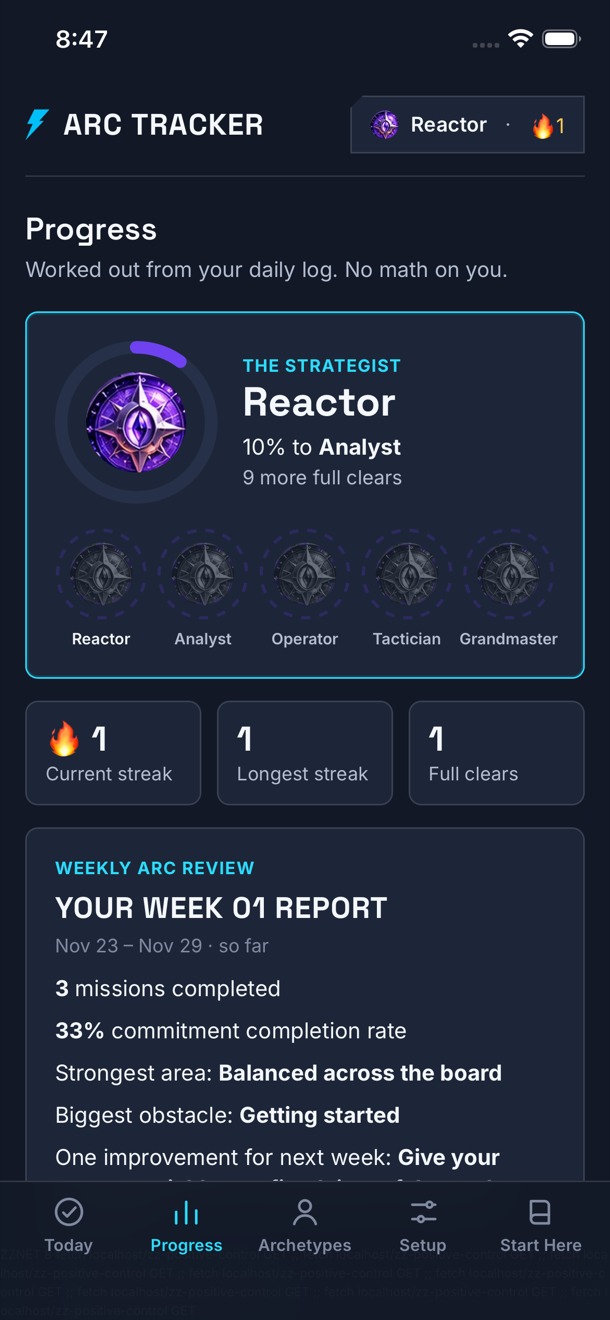 8:47
ARC TRACKER
Reactor · 🔥1
Progress
Worked out from your daily log. No math on you.
THE STRATEGIST
Reactor
10% to Analyst
9 more full clears
Reactor Analyst Operator Tactician Grandmaster
🔥 1 1 1
Current streak Longest streak Full clears
WEEKLY ARC REVIEW
YOUR WEEK 01 REPORT
Nov 23 – Nov 29 · so far
3 missions completed
33% commitment completion rate
Strongest area: Balanced across the board
Biggest obstacle: Getting started
One improvement for next week: Give your
Today Progress Archetypes Setup Start Here